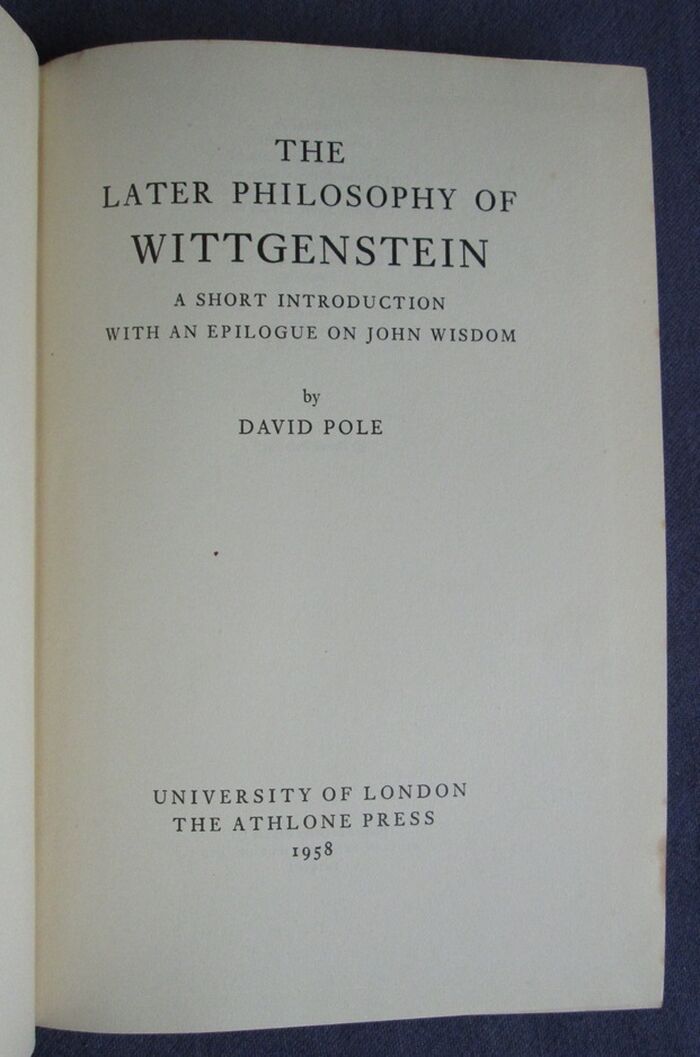 THE
LATER PHILOSOPHY OF
WITTGENSTEIN
A SHORT INTRODUCTION
WITH AN EPILOGUE ON JOHN WISDOM
by
DAVID POLE
UNIVERSITY OF LONDON
THE ATHLONE PRESS
1958